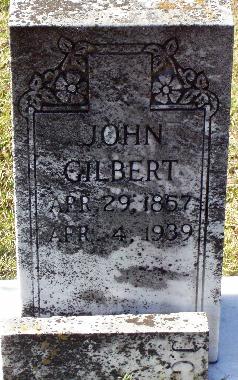 JOHN
GILBERT
APR. 29, 1857
APR. 4, 1939